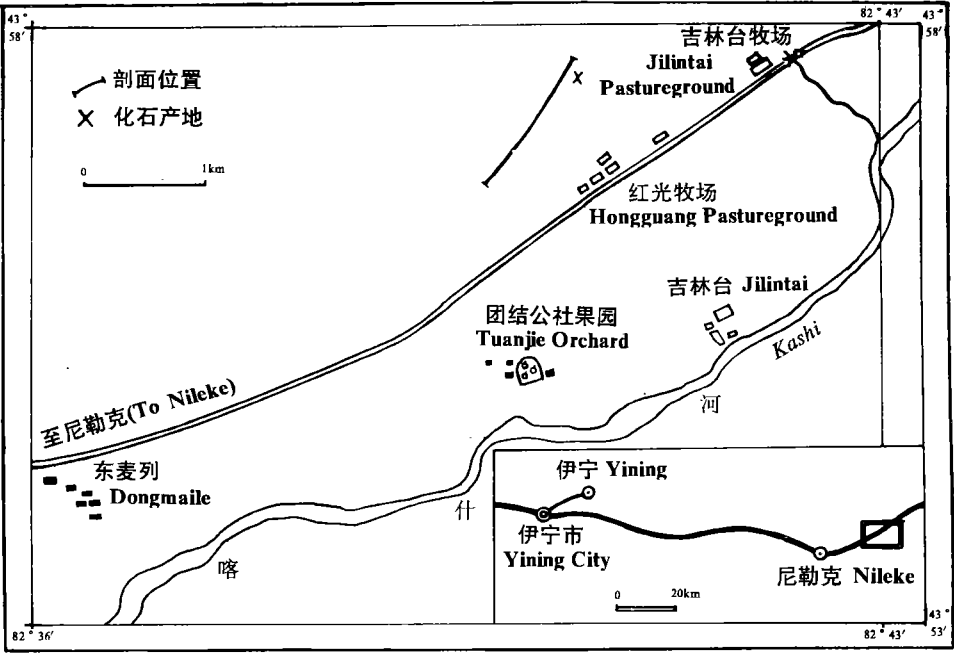 43°
58′
82°43′
43°
58′
吉林台牧场
Jilintai
Pastureground
剖面位置
化石产地
0
1km
红光牧场
Hongguang Pastureground
吉林台 Jilintai
团结公社果园
Tuanjie Orchard
Kashi
河
至尼勒克(To Nileke)
东麦列
Dongmaile
什
喀
伊宁 Yining
伊宁市
Yining City
尼勒克 Nileke
0
20km
43°
53′
82°36′
82°43′